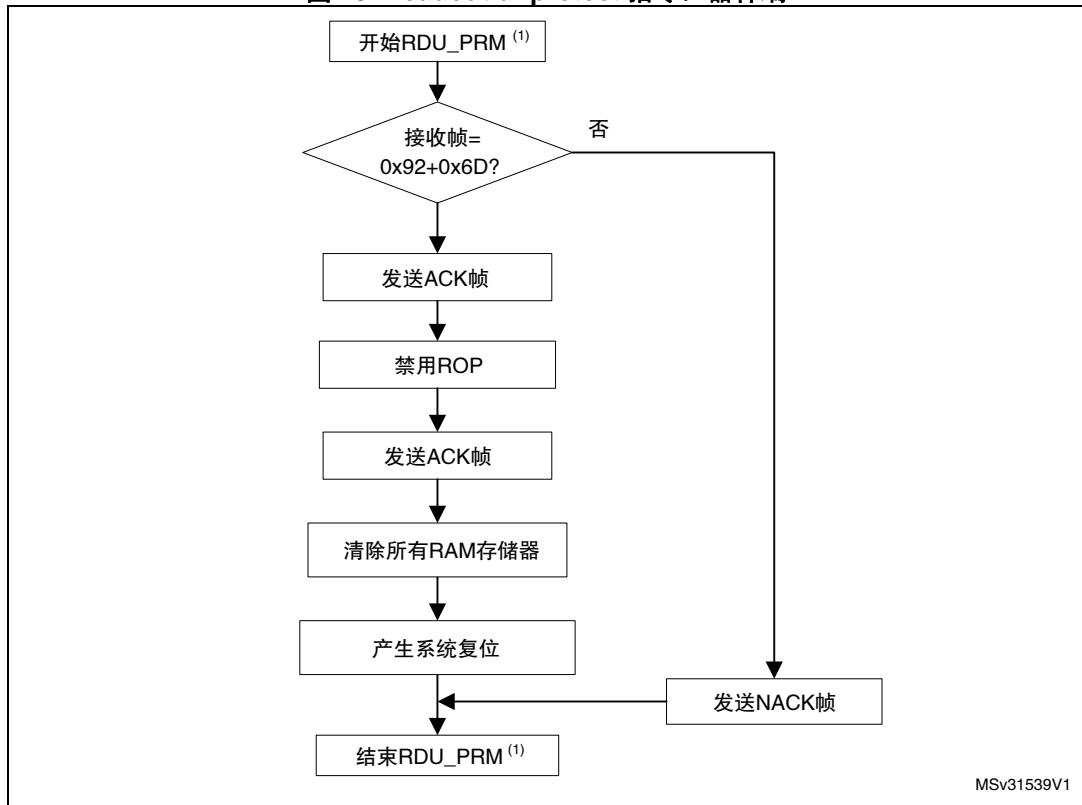 开始RDU_PRM (1)
接收帧=
0x92+0x6D?
否
发送ACK帧
禁用ROP
发送ACK帧
清除所有RAM存储器
产生系统复位
发送NACK帧
结束RDU_PRM (1)
MSv31539V1